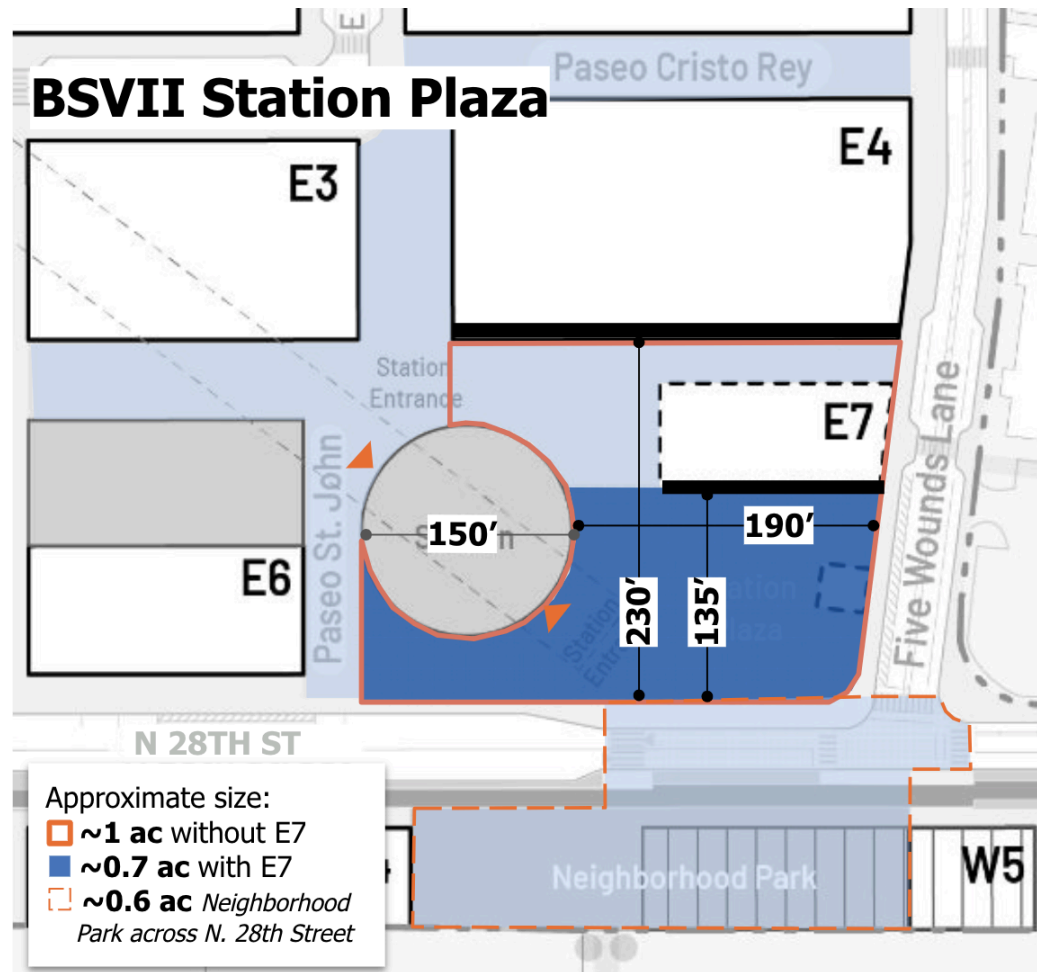 E
Paseo Cristo Rey
BSVII Station Plaza
E3
E4
Station
Entrance
E7
Paseo St. John
150’
190’
230’
135’
E6
Five Wounds Lane
Station
Plaza
N 28TH ST
Approximate size:
~1 ac without E7
~0.7 ac with E7
~0.6 ac Neighborhood
Park across N. 28th Street
Neighborhood Park
W5